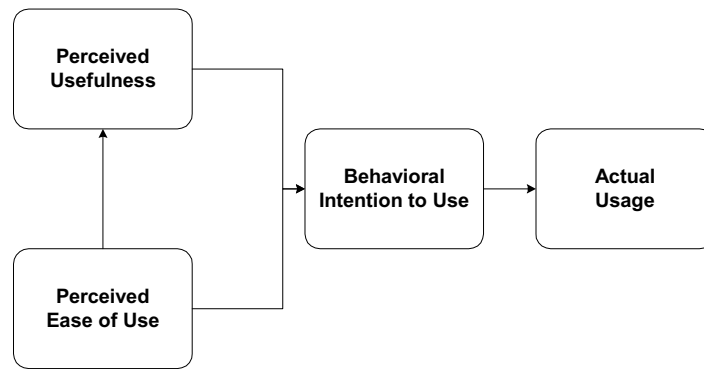 Perceived
Usefulness
Behavioral
Intention to Use
Actual
Usage
Perceived
Ease of Use